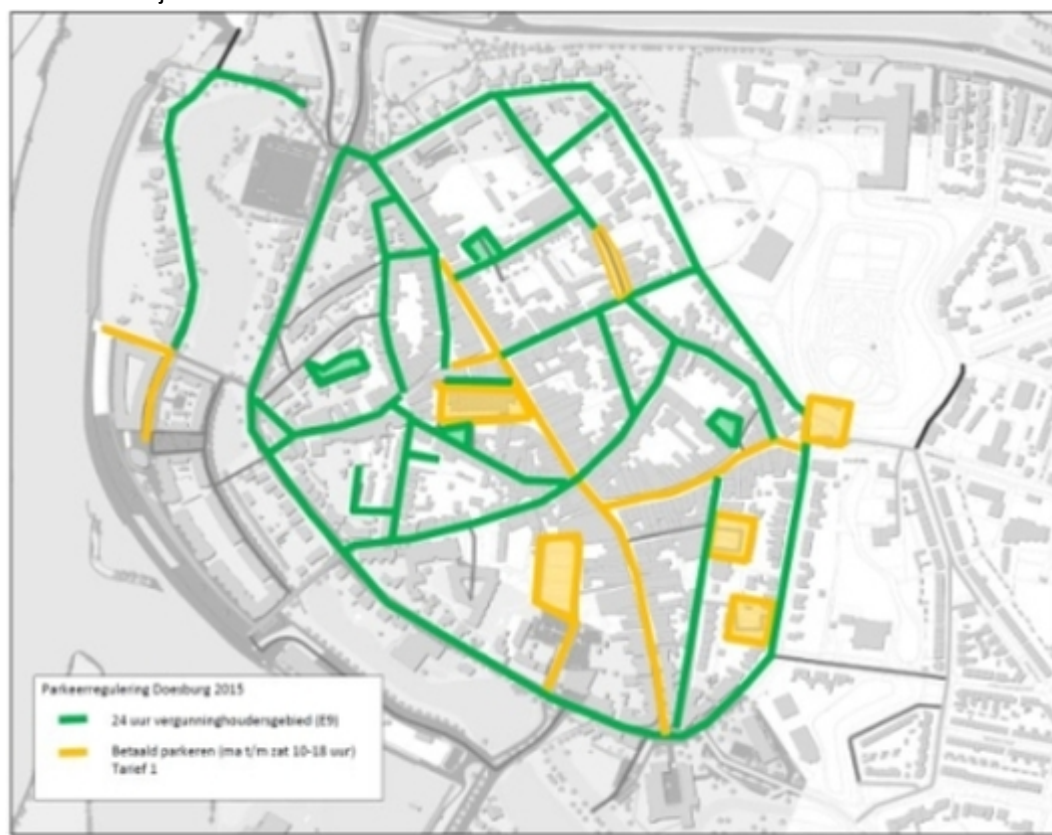 Parkeerregulering Doesburg 2015
24 uur vergunninghoudersgebied (E9)
Betaald parkeren (ma t/m zat 10-18 uur)
Tarief 1